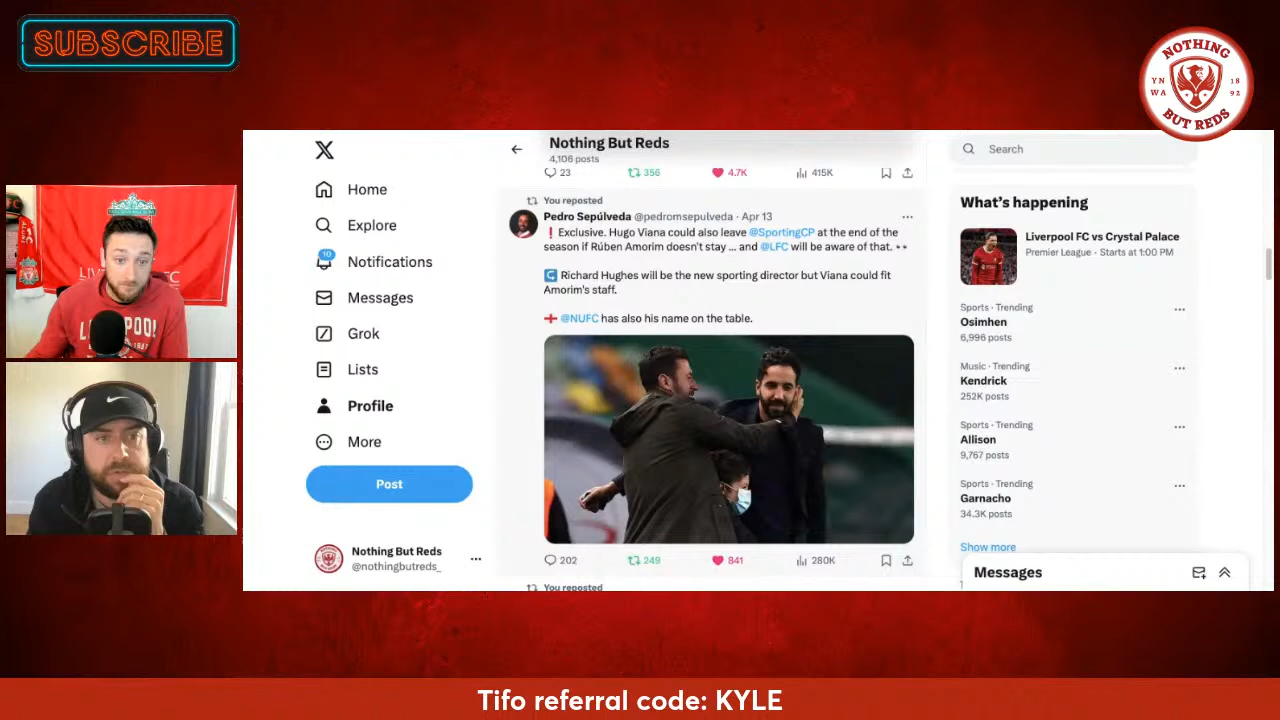 SUBSCRIBE
NOTHING
YN 18
WA 92
BUT REDS
Home
Explore
10
Notifications
Messages
Grok
Lists
Profile
More
Post
Nothing But Reds
@nothingbutreds_
Nothing But Reds
4,106 posts
23 356 4.7K 415K
You reposted
Pedro Sepúlveda @pedromsepulveda · Apr 13
❗ Exclusive. Hugo Viana could also leave @SportingCP at the end of the
season if Rúben Amorim doesn't stay ... and @LFC will be aware of that. 👀
↪️ Richard Hughes will be the new sporting director but Viana could fit
Amorim's staff.
🏴󠁧󠁢󠁥󠁮󠁧󠁿 @NUFC has also his name on the table.
202 249 841 280K
You reposted
Search
What's happening
Liverpool FC vs Crystal Palace
Premier League · Starts at 1:00 PM
Sports · Trending
Osimhen
6,996 posts
Music · Trending
Kendrick
252K posts
Sports · Trending
Allison
9,767 posts
Sports · Trending
Garnacho
34.3K posts
Show more
Messages
Tifo referral code: KYLE